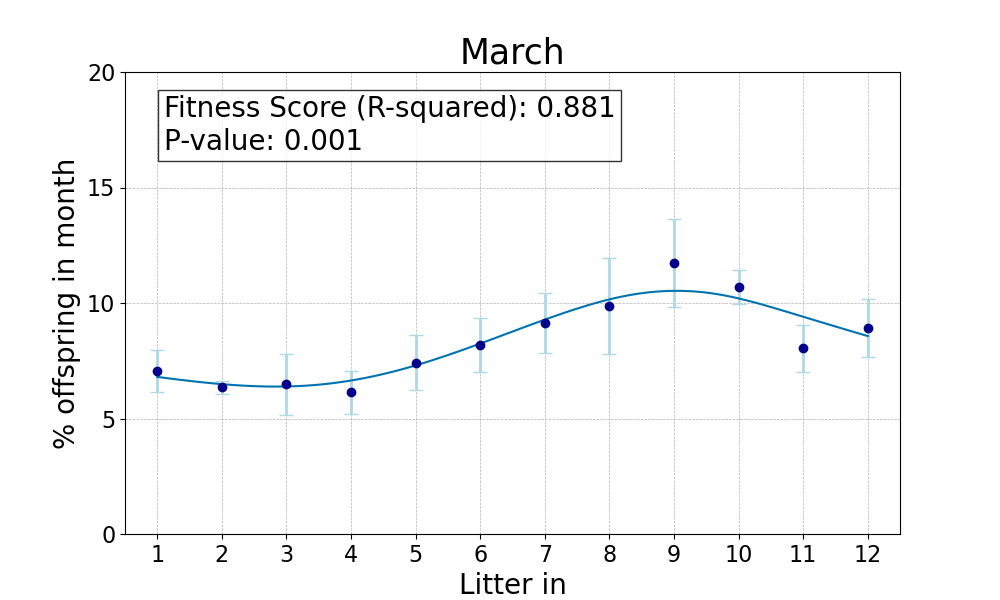 March
Fitness Score (R-squared): 0.881
P-value: 0.001
% offspring in month
20
15
10
5
0
1 2 3 4 5 6 7 8 9 10 11 12
Litter in